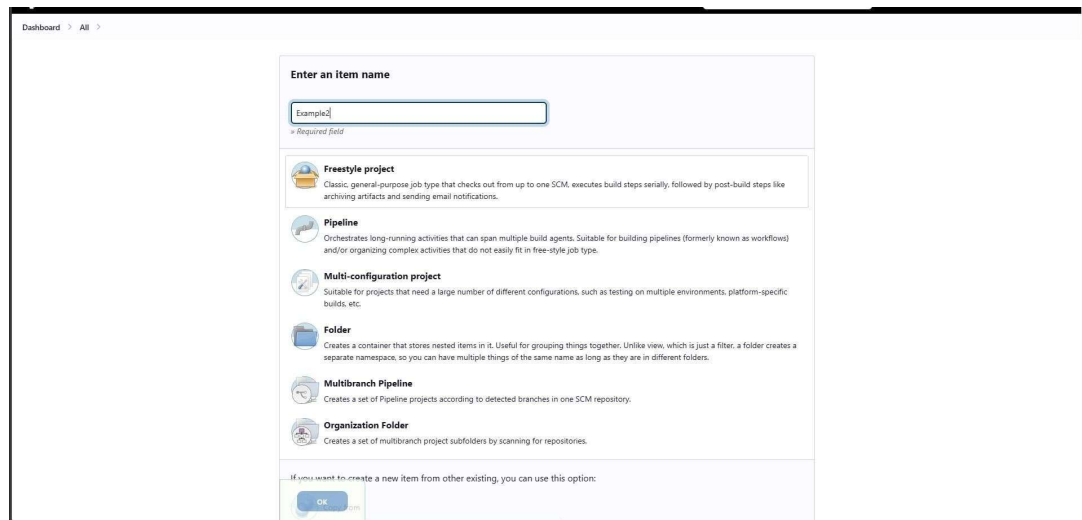 Dashboard > All >
Enter an item name
Example2
» Required field
Freestyle project
Classic, general-purpose job type that checks out from up to one SCM, executes build steps serially, followed by post-build steps like
archiving artifacts and sending email notifications.
Pipeline
Orchestrates long-running activities that can span multiple build agents. Suitable for building pipelines (formerly known as workflows)
and/or organizing complex activities that do not easily fit in free-style job type.
Multi-configuration project
Suitable for projects that need a large number of different configurations, such as testing on multiple environments, platform-specific
builds, etc.
Folder
Creates a container that stores nested items in it. Useful for grouping things together. Unlike view, which is just a filter, a folder creates a
separate namespace, so you can have multiple things of the same name as long as they are in different folders.
Multibranch Pipeline
Creates a set of Pipeline projects according to detected branches in one SCM repository.
Organization Folder
Creates a set of multibranch project subfolders by scanning for repositories.
If you want to create a new item from other existing, you can use this option:
OK
from